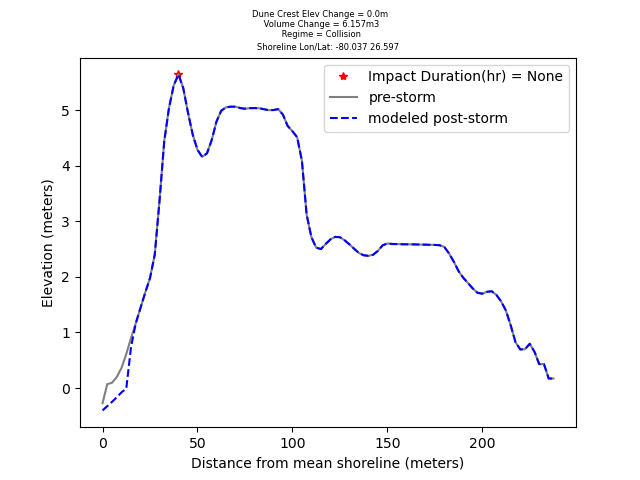 Dune Crest Elev Change = 0.0m
Volume Change = 6.157m3
Regime = Collision
Shoreline Lon/Lat: -80.037 26.597
Impact Duration(hr) = None
pre-storm
modeled post-storm
Elevation (meters)
5
4
3
2
1
0
0 50 100 150 200
Distance from mean shoreline (meters)